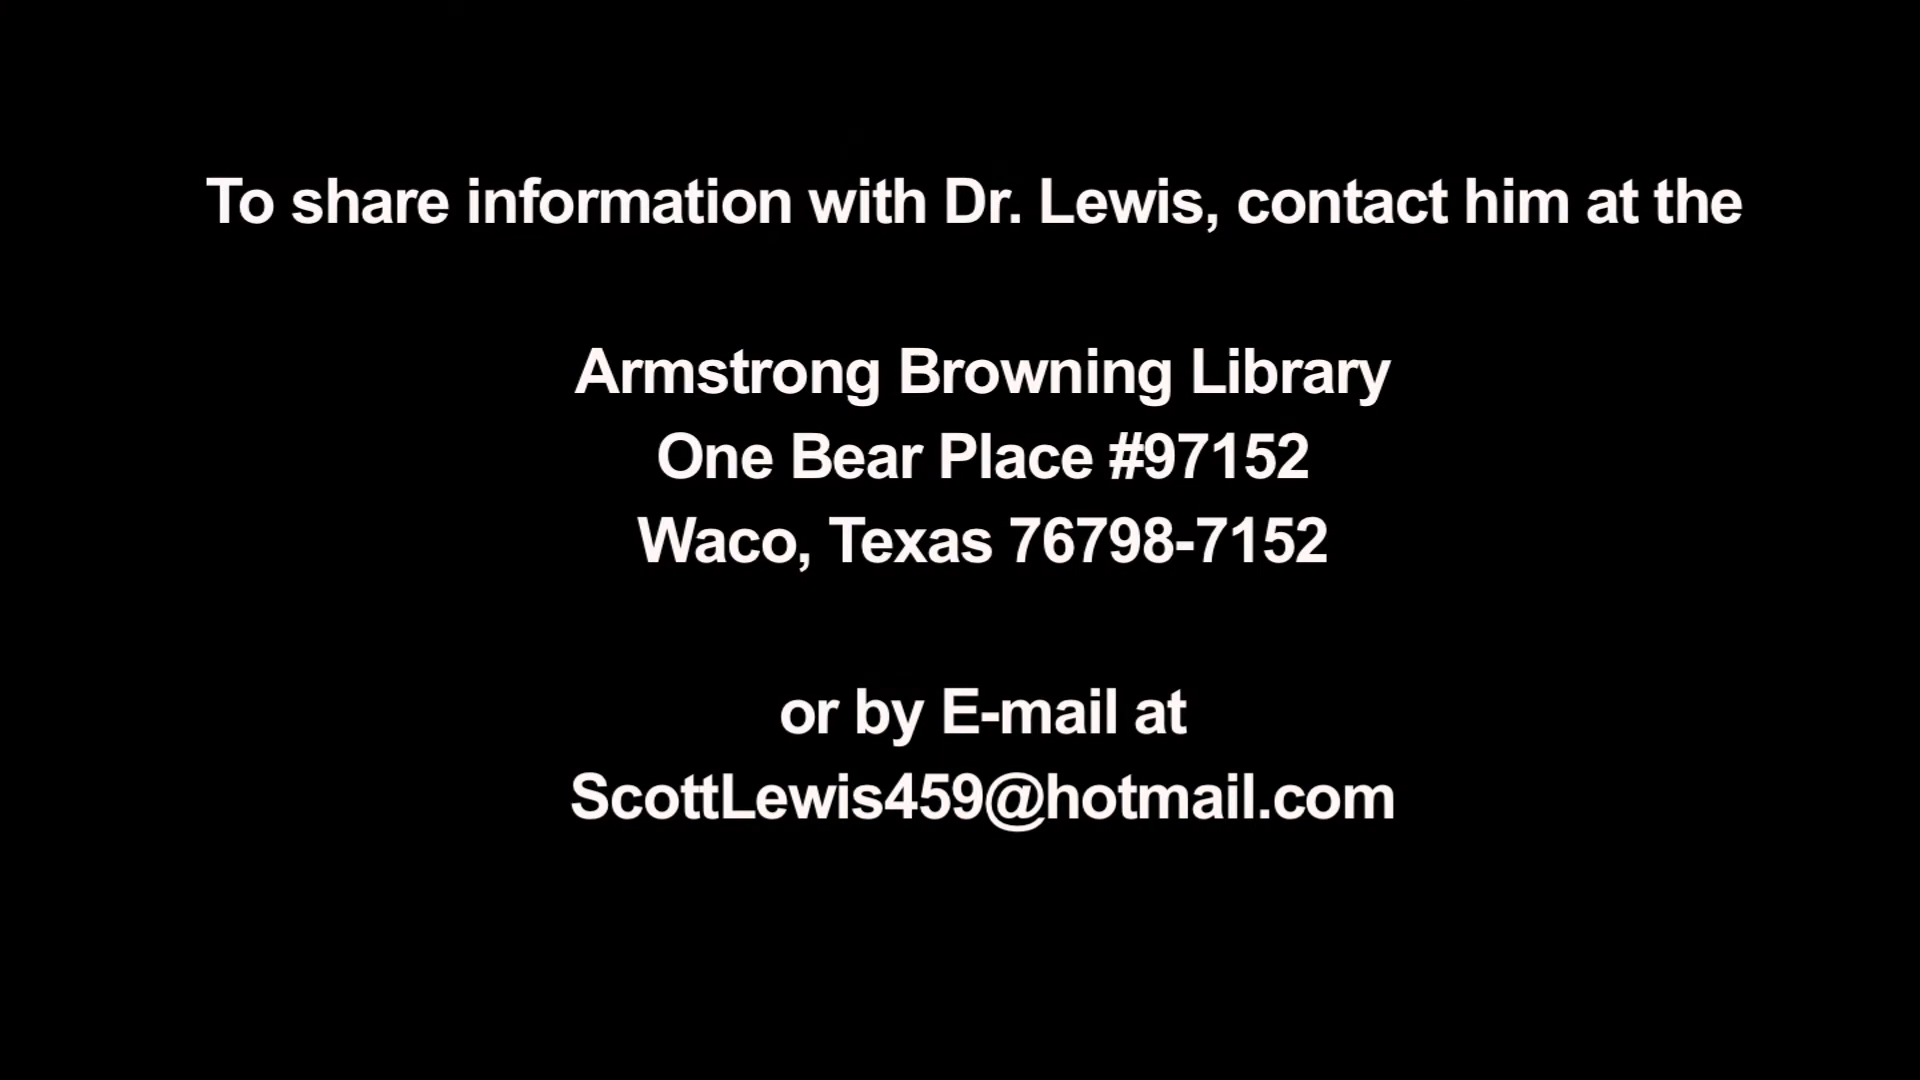 To share information with Dr. Lewis, contact him at the
Armstrong Browning Library
One Bear Place #97152
Waco, Texas 76798-7152
or by E-mail at
ScottLewis459@hotmail.com